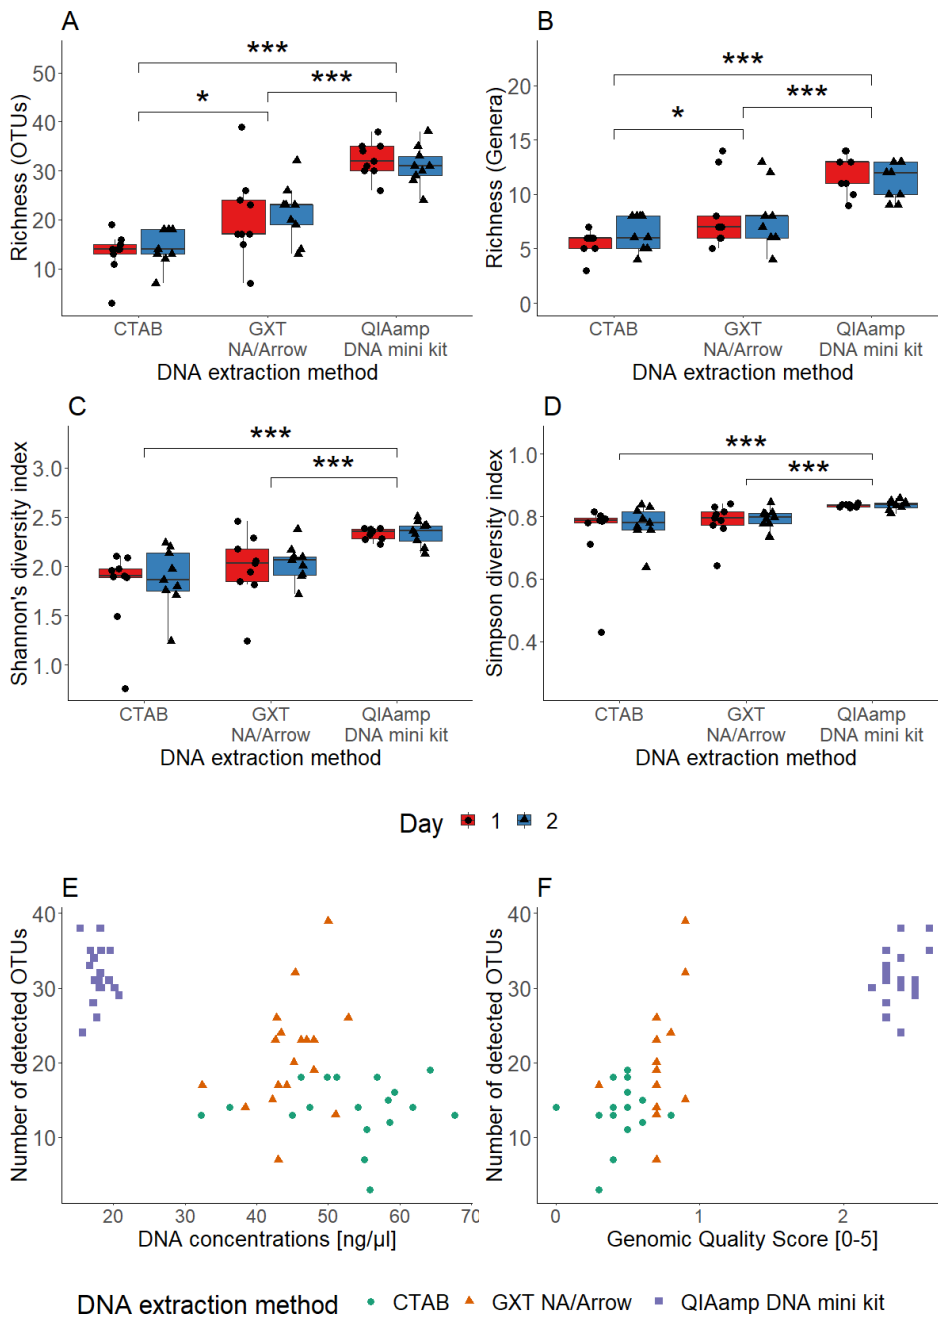 A
B
Richness (OTUs)
50
40
30
20
10
***
***
*
CTAB
GXT
NA/Arrow
QIAamp
DNA mini kit
DNA extraction method
Richness (Genera)
20
15
10
5
0
***
***
*
CTAB
GXT
NA/Arrow
QIAamp
DNA mini kit
DNA extraction method
C
D
Shannon's diversity index
3.0
2.5
2.0
1.5
1.0
***
***
CTAB
GXT
NA/Arrow
QIAamp
DNA mini kit
DNA extraction method
Simpson diversity index
1.0
0.8
0.6
0.4
***
***
CTAB
GXT
NA/Arrow
QIAamp
DNA mini kit
DNA extraction method
Day 1 2
E
F
Number of detected OTUs
40
30
20
10
20 30 40 50 60 70
DNA concentrations [ng/µl]
Number of detected OTUs
40
30
20
10
0 1 2
Genomic Quality Score [0-5]
DNA extraction method CTAB GXT NA/Arrow QIAamp DNA mini kit